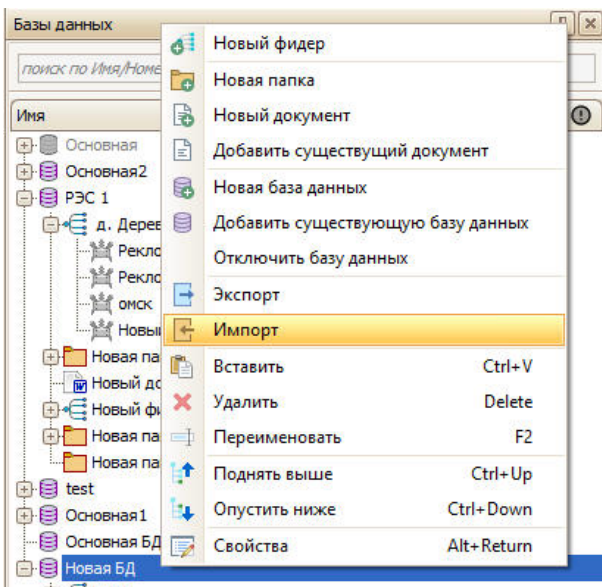 Базы данных
поиск по Имя/Номе
Имя
Основная
Основная2
РЭС 1
д. Дерев
Рекло
Рекло
омск
Новый
Новая па
Новый до
Новый фи
Новая па
Новая па
test
Основная1
Основная БД
Новая БД
Новый фидер
Новая папка
Новый документ
Добавить существущий документ
Новая база данных
Добавить существующую базу данных
Отключить базу данных
Экспорт
Импорт
Вставить Ctrl+V
Удалить Delete
Переименовать F2
Поднять выше Ctrl+Up
Опустить ниже Ctrl+Down
Свойства Alt+Return